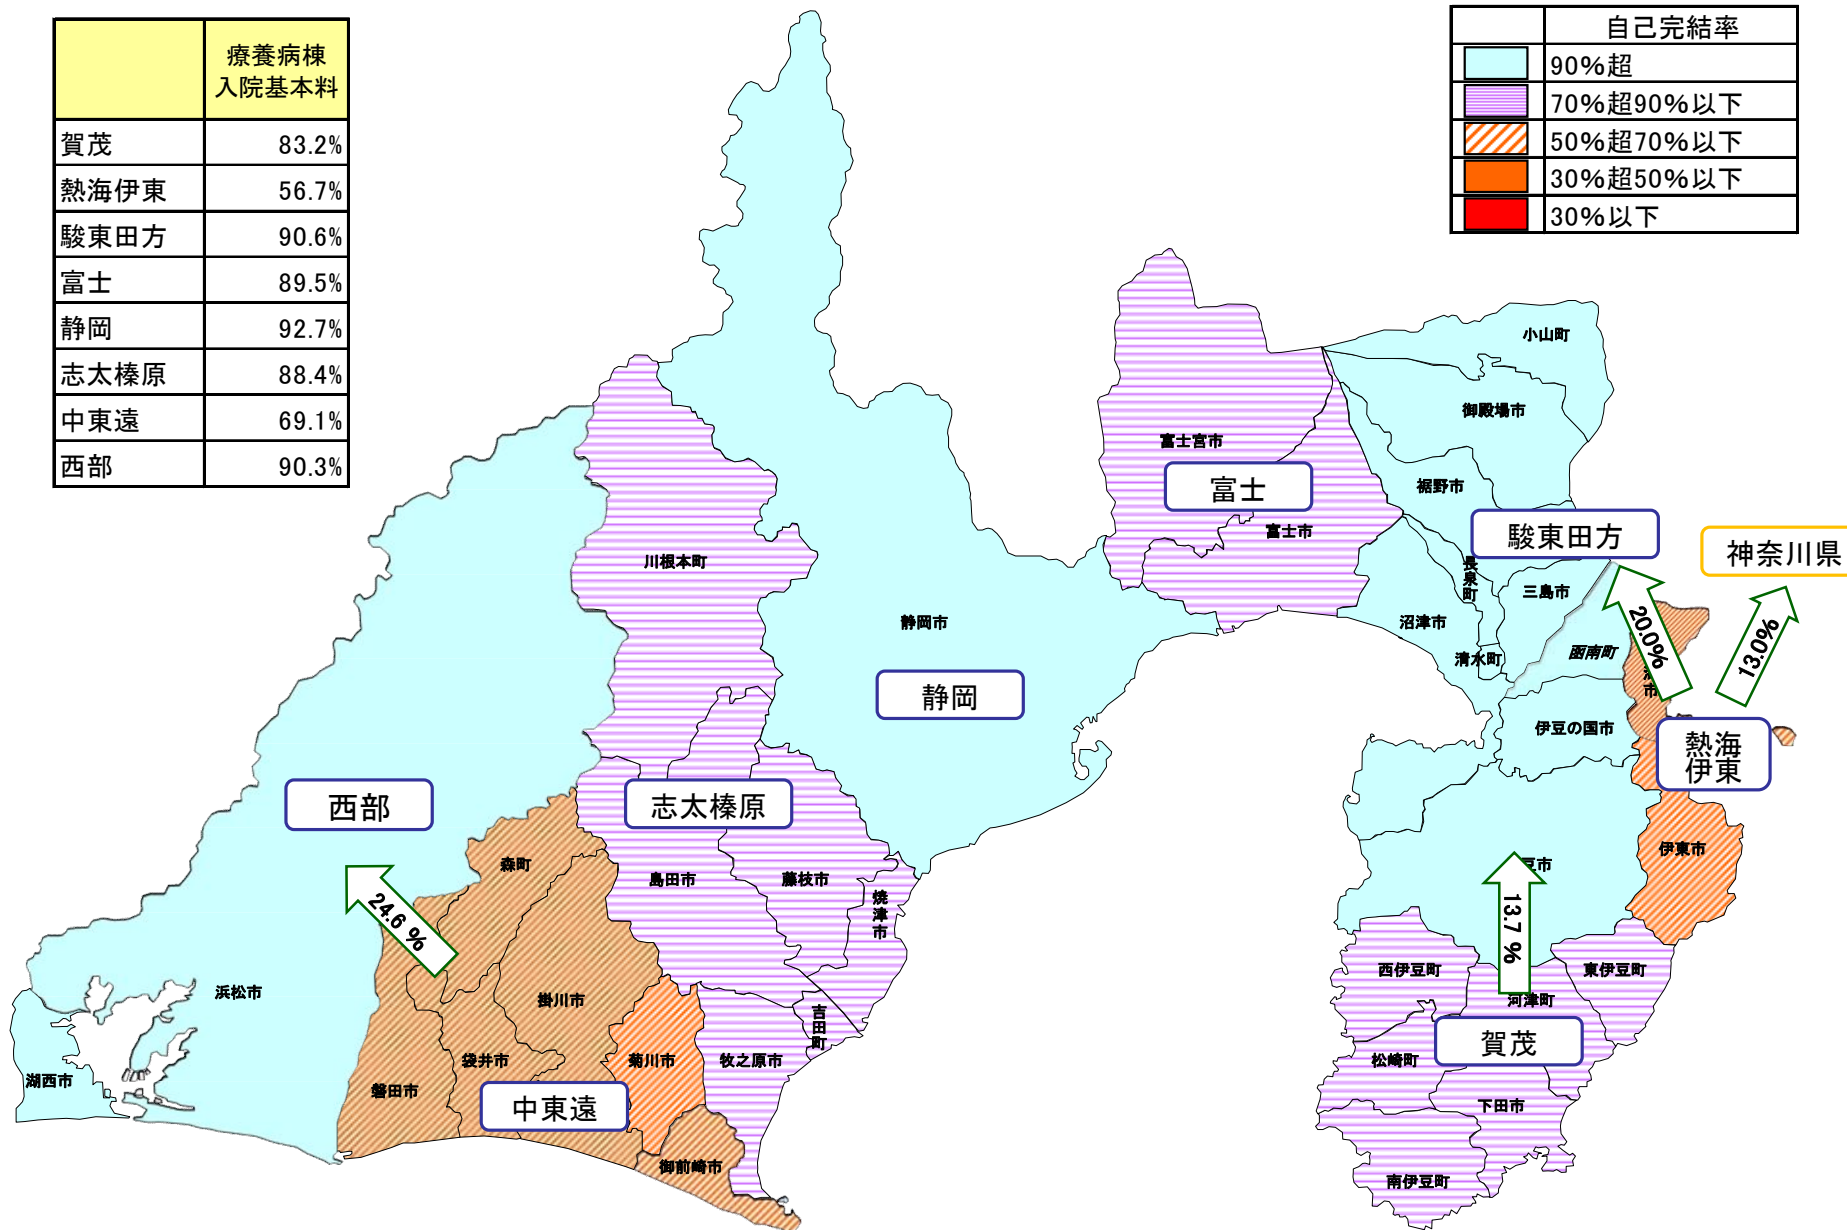 療養病棟
入院基本料
賀茂 83.2%
熱海伊東 56.7%
駿東田方 90.6%
富士 89.5%
静岡 92.7%
志太榛原 88.4%
中東遠 69.1%
西部 90.3%
自己完結率
90%超
70%超90%以下
50%超70%以下
30%超50%以下
30%以下
小山町
御殿場市
富士宮市
富士
裾野市
富士市
駿東田方
神奈川県
川根本町
長泉町
三島市
静岡市
沼津市
20.0%
13.0%
函南町
清水町
市
静岡
伊豆の国市
熱海
伊東
西部
志太榛原
森町
島田市
藤枝市
豆市
伊東市
焼津市
24.6 %
13.7 %
西伊豆町
東伊豆町
浜松市
掛川市
河津町
吉田町
賀茂
湖西市
袋井市
菊川市
牧之原市
松崎町
磐田市
中東遠
下田市
御前崎市
南伊豆町